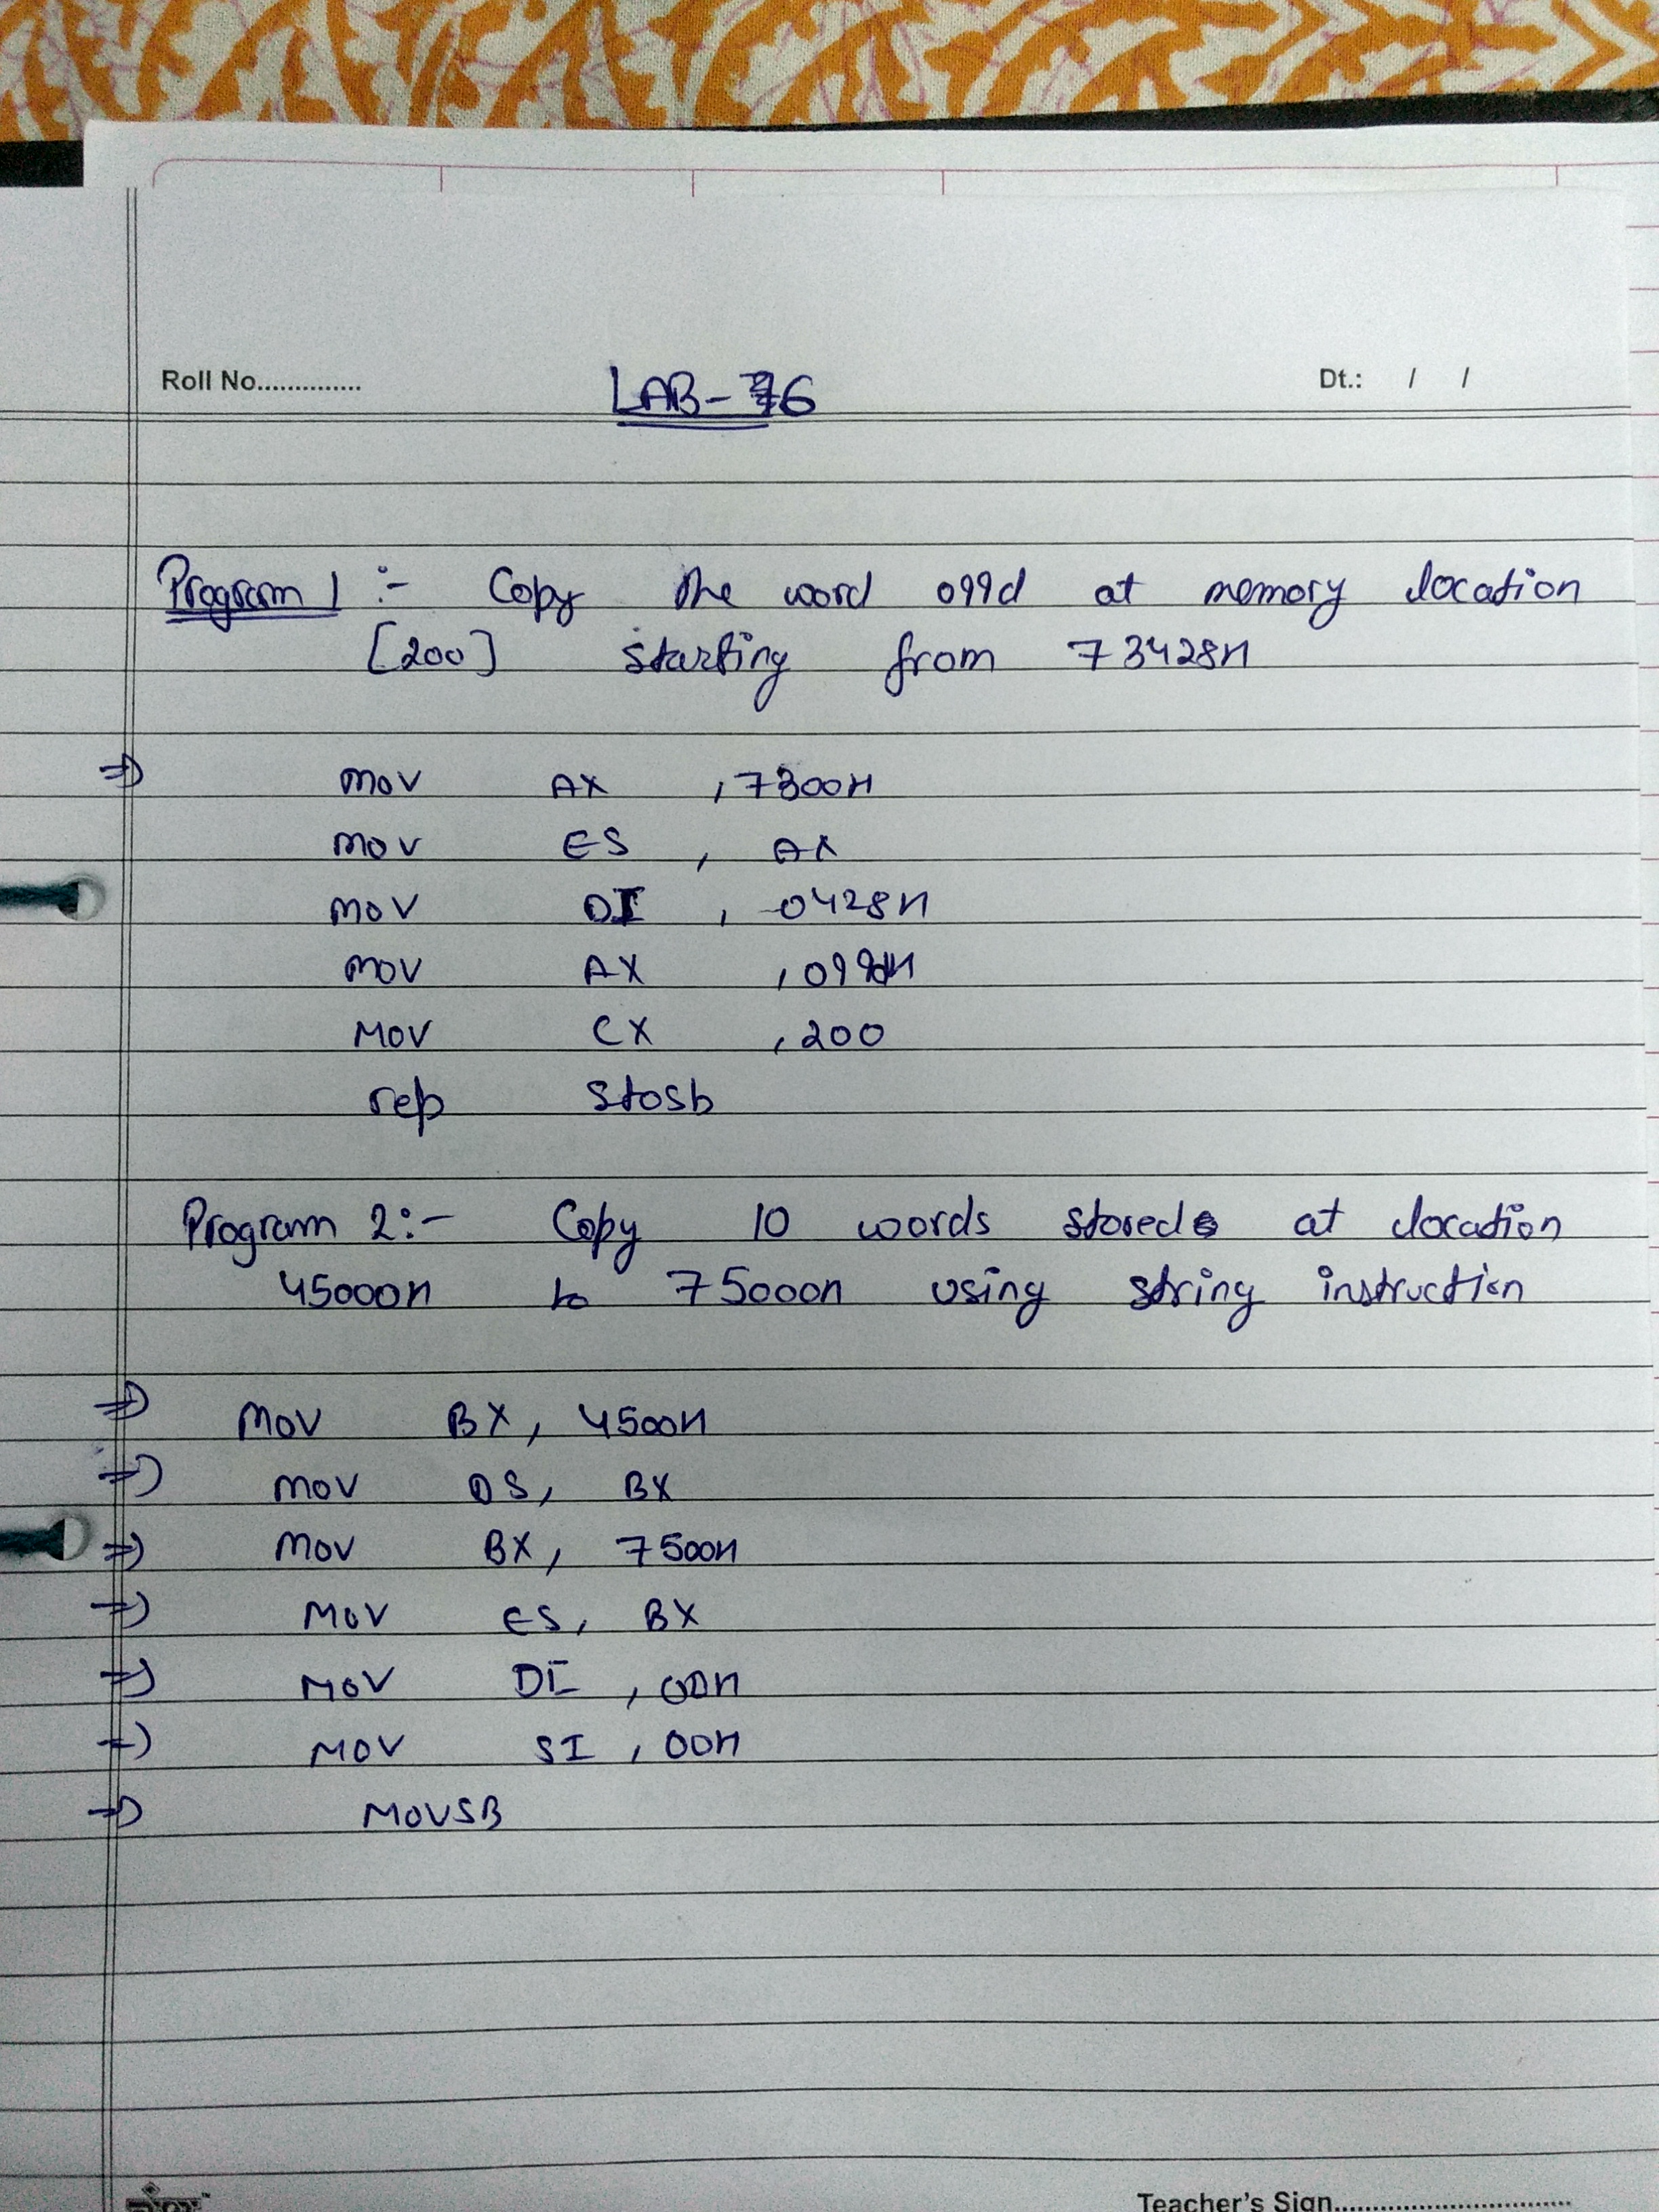 Roll No..............
LAB-6
Dt.: / /
Program 1 :- Copy the word 099d at memory location
[200] starting from 73428H
⇒ MOV AX , 7300H
MOV ES , AX
MOV DI , 0428H
MOV AX , 099dH
MOV CX , 200
rep stosb
Program 2:- Copy 10 words stored at location
45000H to 75000H using string instruction
⇒ MOV BX, 4500H
⇒ MOV DS, BX
⇒ MOV BX, 7500H
⇒ MOV ES, BX
⇒ MOV DI , 00H
⇒ MOV SI , 00H
⇒ MOVSB
Teacher's Sign..............................